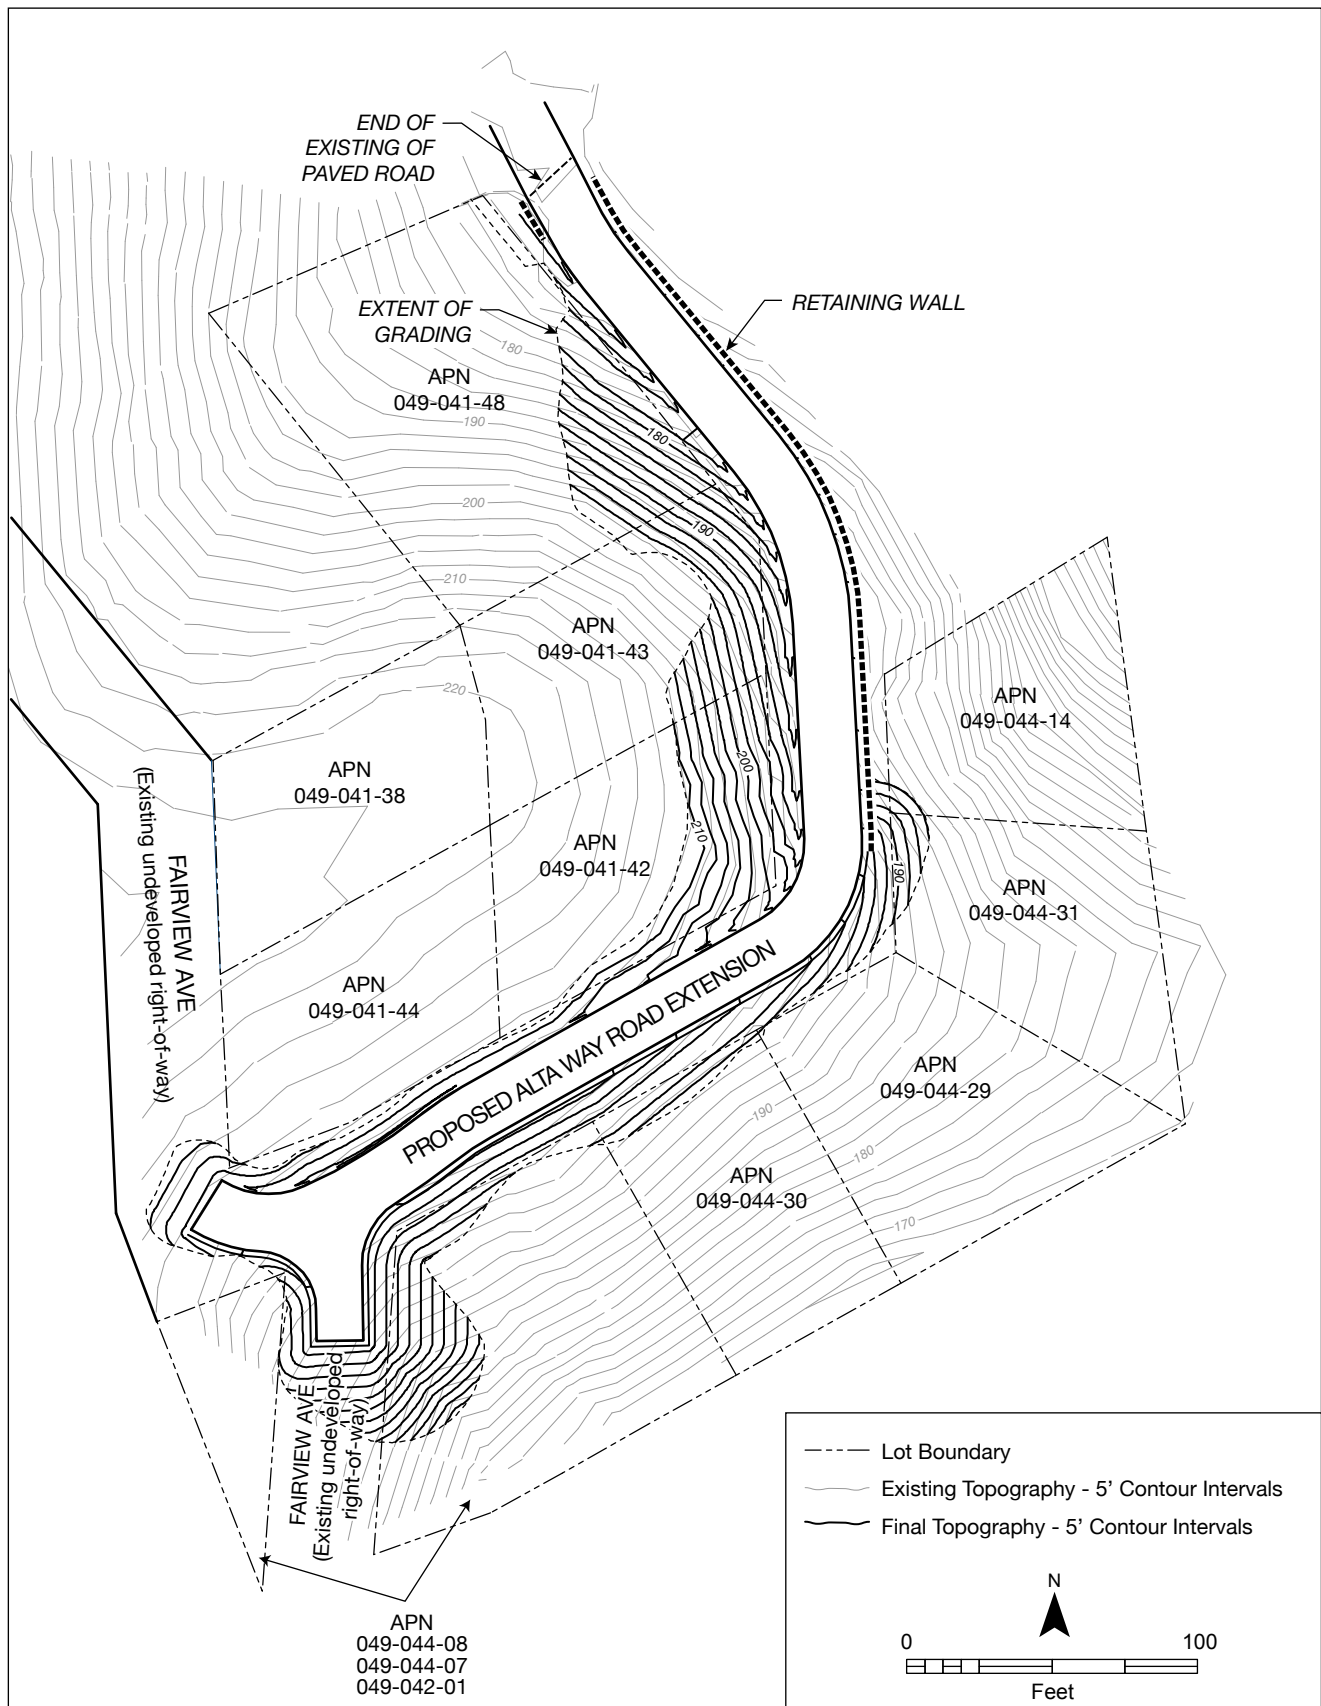 END OF
EXISTING OF
PAVED ROAD
EXTENT OF
GRADING
RETAINING WALL
180
APN
049-041-48
190
180
200
190
210
APN
049-041-43
220
APN
049-044-14
200
APN
049-041-38
210
APN
049-041-42
190
APN
049-044-31
FAIRVIEW AVE
(Existing undeveloped right-of-way)
APN
049-041-44
PROPOSED ALTA WAY ROAD EXTENSION
APN
049-044-29
190
180
APN
049-044-30
170
FAIRVIEW AVE
(Existing undeveloped
right-of-way)
APN
049-044-08
049-044-07
049-042-01
Lot Boundary
Existing Topography - 5’ Contour Intervals
Final Topography - 5’ Contour Intervals
N
0 100
Feet